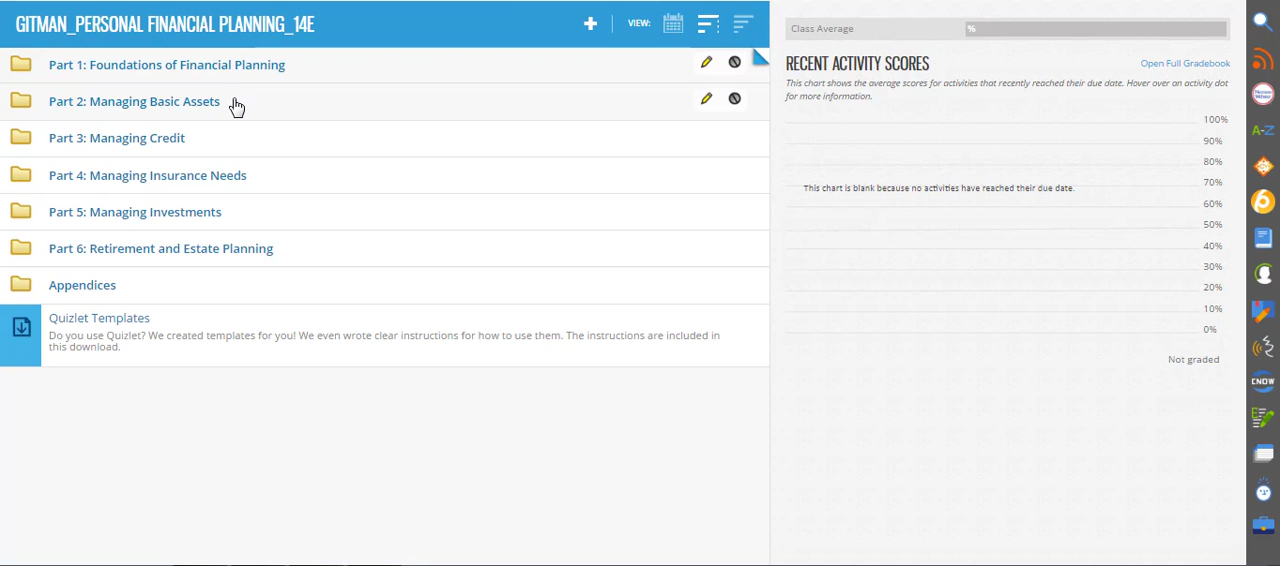 GITMAN_PERSONAL FINANCIAL PLANNING_14E
VIEW:
Part 1: Foundations of Financial Planning
Part 2: Managing Basic Assets
Part 3: Managing Credit
Part 4: Managing Insurance Needs
Part 5: Managing Investments
Part 6: Retirement and Estate Planning
Appendices
Quizlet Templates
Do you use Quizlet? We created templates for you! We even wrote clear instructions for how to use them. The instructions are included in
this download.
Class Average
%
RECENT ACTIVITY SCORES
Open Full Gradebook
This chart shows the average scores for activities that recently reached their due date. Hover over an activity dot
for more information.
100%
90%
80%
70%
This chart is blank because no activities have reached their due date.
60%
50%
40%
30%
20%
10%
0%
Not graded
A-Z
CNOW